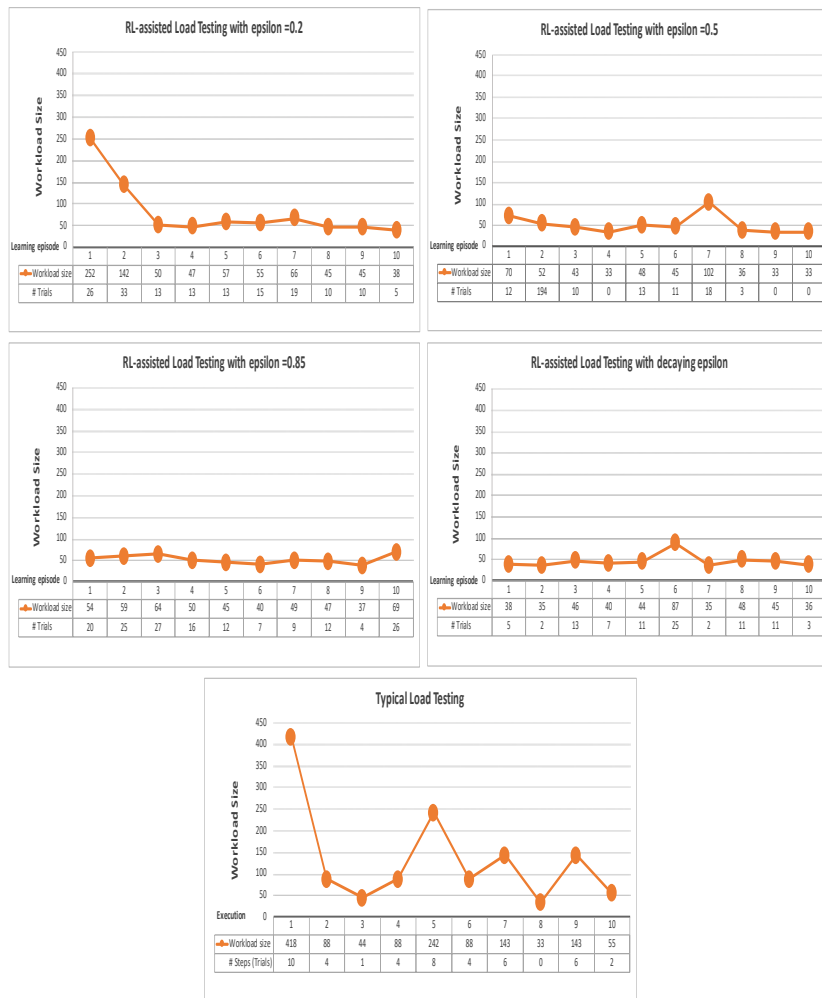 RL-assisted Load Testing with epsilon =0.2
450
400
350
300
250
200
150
100
50
0
Workload Size
Learning episode
1 2 3 4 5 6 7 8 9 10
Workload size 252 142 50 47 57 55 66 45 45 38
# Trials 26 33 13 13 13 15 19 10 10 5
RL-assisted Load Testing with epsilon =0.5
450
400
350
300
250
200
150
100
50
0
Workload Size
Learning episode
1 2 3 4 5 6 7 8 9 10
Workload size 70 52 43 33 48 45 102 36 33 33
# Trials 12 194 10 0 13 11 18 3 0 0
RL-assisted Load Testing with epsilon =0.85
450
400
350
300
250
200
150
100
50
0
Workload Size
Learning episode
1 2 3 4 5 6 7 8 9 10
Workload size 54 59 64 50 45 40 49 47 37 69
# Trials 20 25 27 16 12 7 9 12 4 26
RL-assisted Load Testing with decaying epsilon
450
400
350
300
250
200
150
100
50
0
Workload Size
Learning episode
1 2 3 4 5 6 7 8 9 10
Workload size 38 35 46 40 44 87 35 48 45 36
# Trials 5 2 13 7 11 25 2 11 11 3
Typical Load Testing
450
400
350
300
250
200
150
100
50
0
Workload Size
Execution
1 2 3 4 5 6 7 8 9 10
Workload size 418 88 44 88 242 88 143 33 143 55
# Steps (Trials) 10 4 1 4 8 4 6 0 6 2